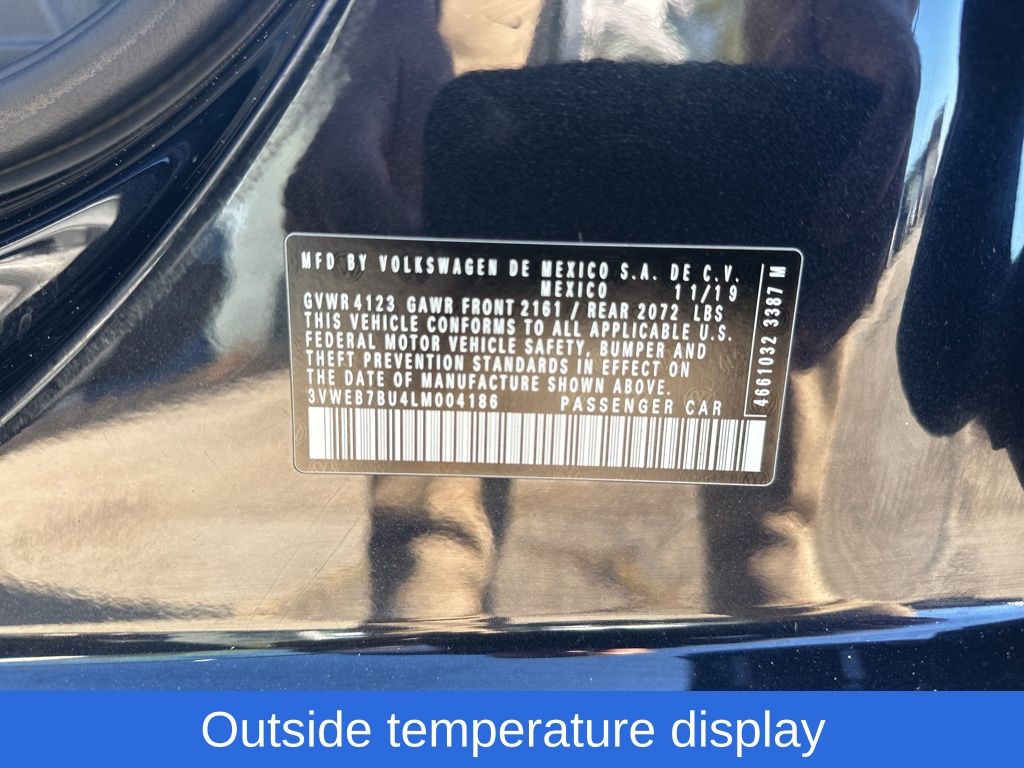 MFD BY VOLKSWAGEN DE MEXICO S.A. DE C.V.
MEXICO 11/19
GVWR 4123 GAWR FRONT 2161 / REAR 2072 LBS
THIS VEHICLE CONFORMS TO ALL APPLICABLE U.S.
FEDERAL MOTOR VEHICLE SAFETY, BUMPER AND
THEFT PREVENTION STANDARDS IN EFFECT ON
THE DATE OF MANUFACTURE SHOWN ABOVE.
3VWEB7BU4LM004186 PASSENGER CAR
4661032 3387 M
Outside temperature display